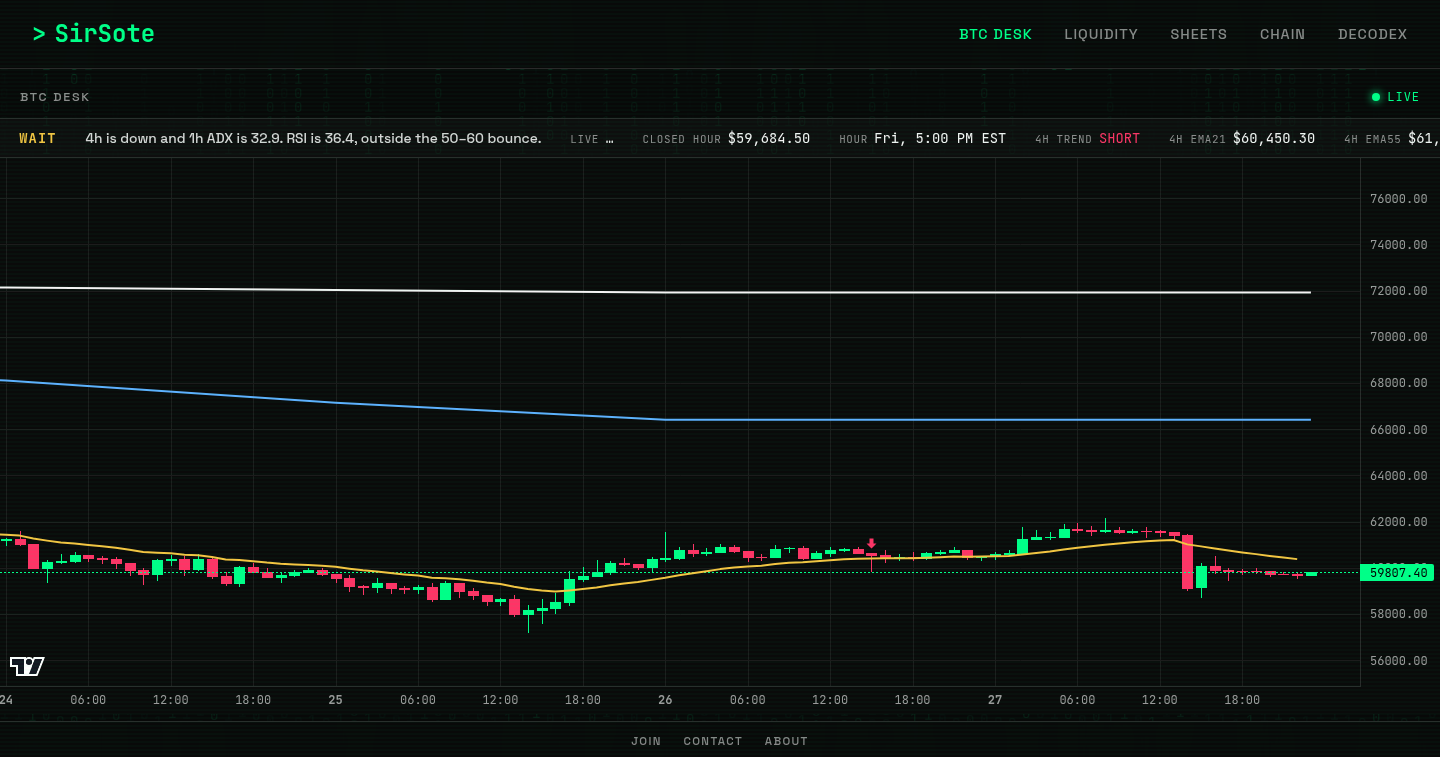 > SirSote
BTC DESK LIQUIDITY SHEETS CHAIN DECODEX
BTC DESK
LIVE
WAIT 4h is down and 1h ADX is 32.9. RSI is 36.4, outside the 50–60 bounce. LIVE … CLOSED HOUR $59,684.50 HOUR Fri, 5:00 PM EST 4H TREND SHORT 4H EMA21 $60,450.30 4H EMA55 $61,
76000.00
74000.00
72000.00
70000.00
68000.00
66000.00
64000.00
62000.00
59807.40
58000.00
56000.00
24 06:00 12:00 18:00 25 06:00 12:00 18:00 26 06:00 12:00 18:00 27 06:00 12:00 18:00
JOIN CONTACT ABOUT